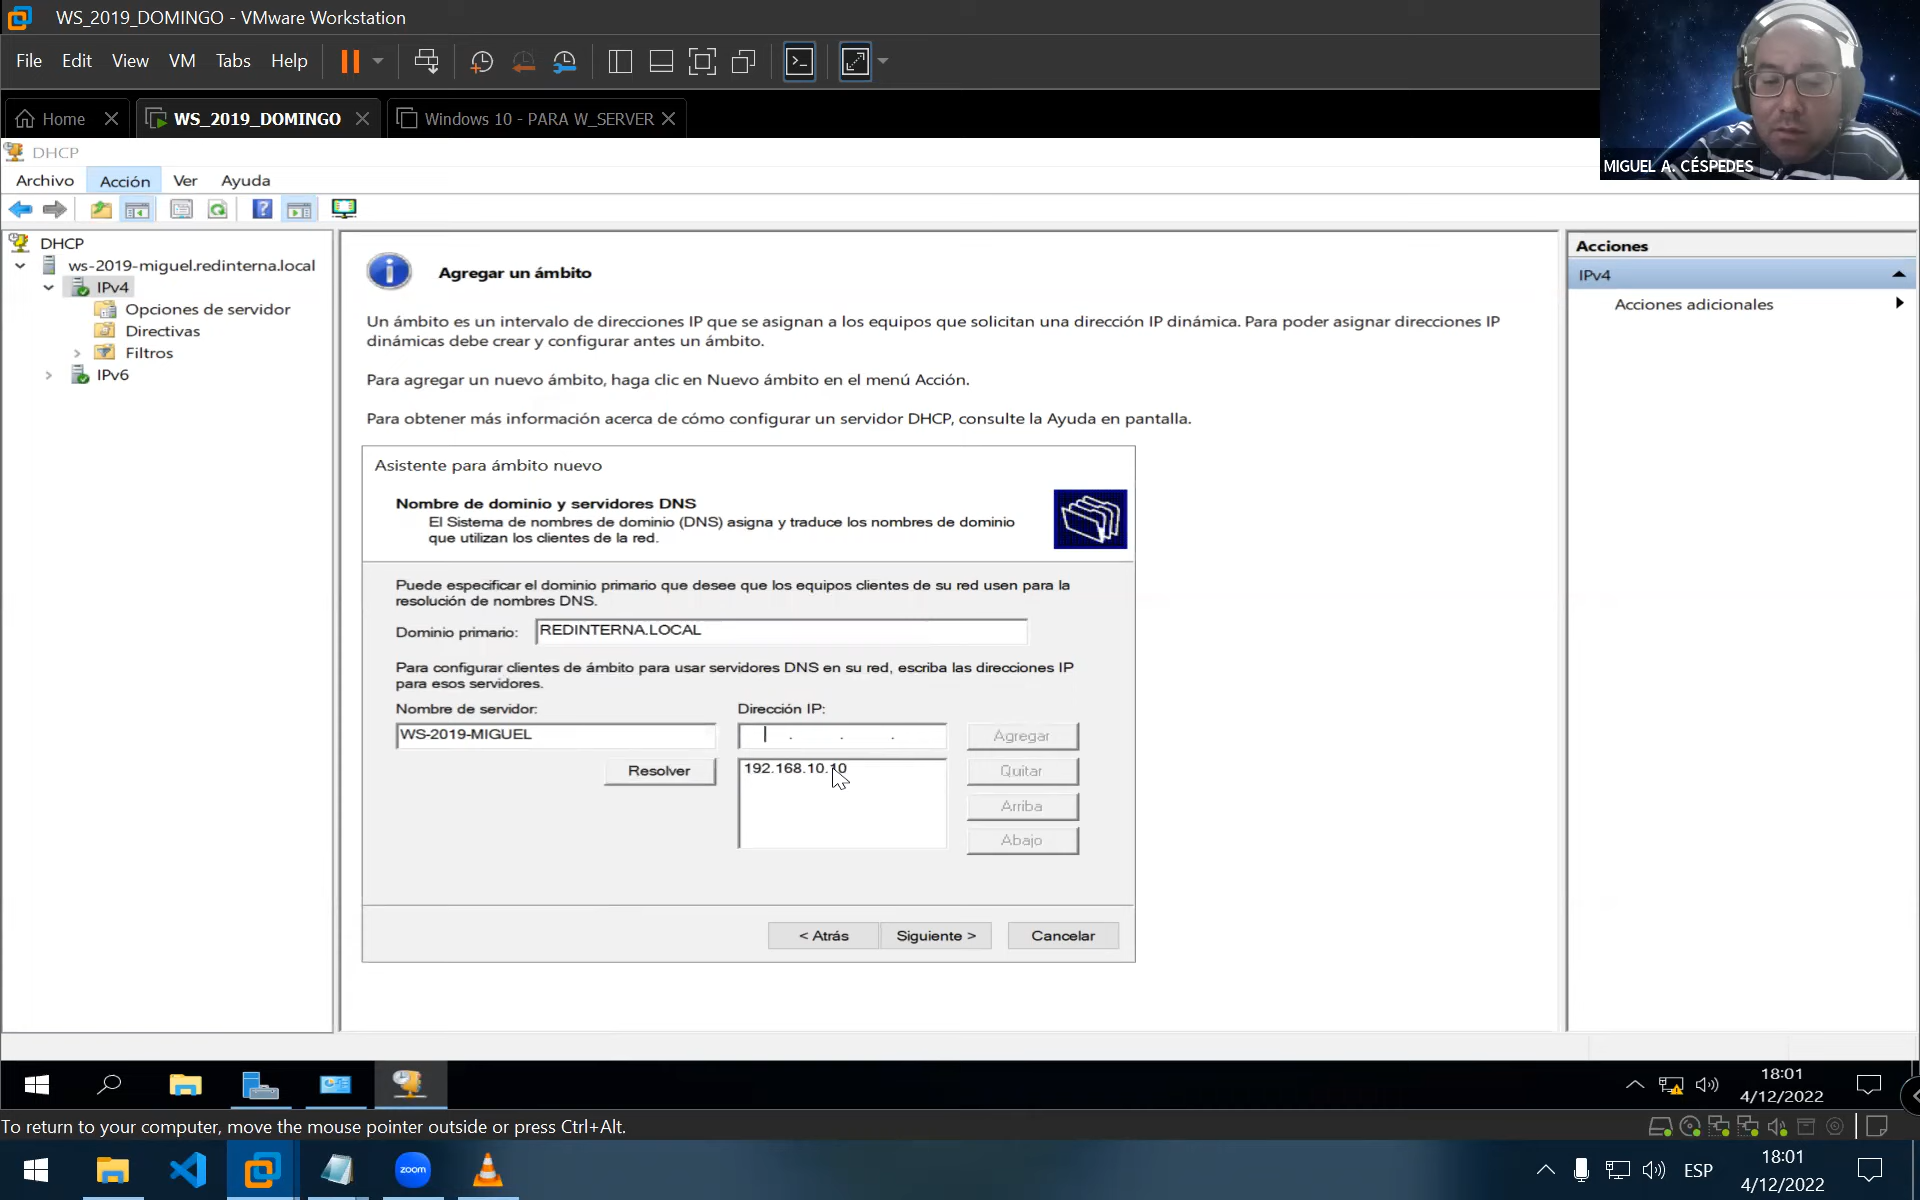 WS_2019_DOMINGO - VMware Workstation
File Edit View VM Tabs Help
Home WS_2019_DOMINGO Windows 10 - PARA W_SERVER
MIGUEL A. CÉSPEDES
DHCP
Archivo Acción Ver Ayuda
DHCP
ws-2019-miguel.redinterna.local
IPv4
Opciones de servidor
Directivas
Filtros
IPv6
Agregar un ámbito
Un ámbito es un intervalo de direcciones IP que se asignan a los equipos que solicitan una dirección IP dinámica. Para poder asignar direcciones IP
dinámicas debe crear y configurar antes un ámbito.
Para agregar un nuevo ámbito, haga clic en Nuevo ámbito en el menú Acción.
Para obtener más información acerca de cómo configurar un servidor DHCP, consulte la Ayuda en pantalla.
Asistente para ámbito nuevo
Nombre de dominio y servidores DNS
El Sistema de nombres de dominio (DNS) asigna y traduce los nombres de dominio
que utilizan los clientes de la red.
Puede especificar el dominio primario que desee que los equipos clientes de su red usen para la
resolución de nombres DNS.
Dominio primario: REDINTERNA.LOCAL
Para configurar clientes de ámbito para usar servidores DNS en su red, escriba las direcciones IP
para esos servidores.
Nombre de servidor: Dirección IP:
WS-2019-MIGUEL . . . Agregar
Resolver 192.168.10.10 Quitar
Arriba
Abajo
< Atrás Siguiente > Cancelar
Acciones
IPv4
Acciones adicionales
18:01
4/12/2022
To return to your computer, move the mouse pointer outside or press Ctrl+Alt.
zoom
ESP
18:01
4/12/2022